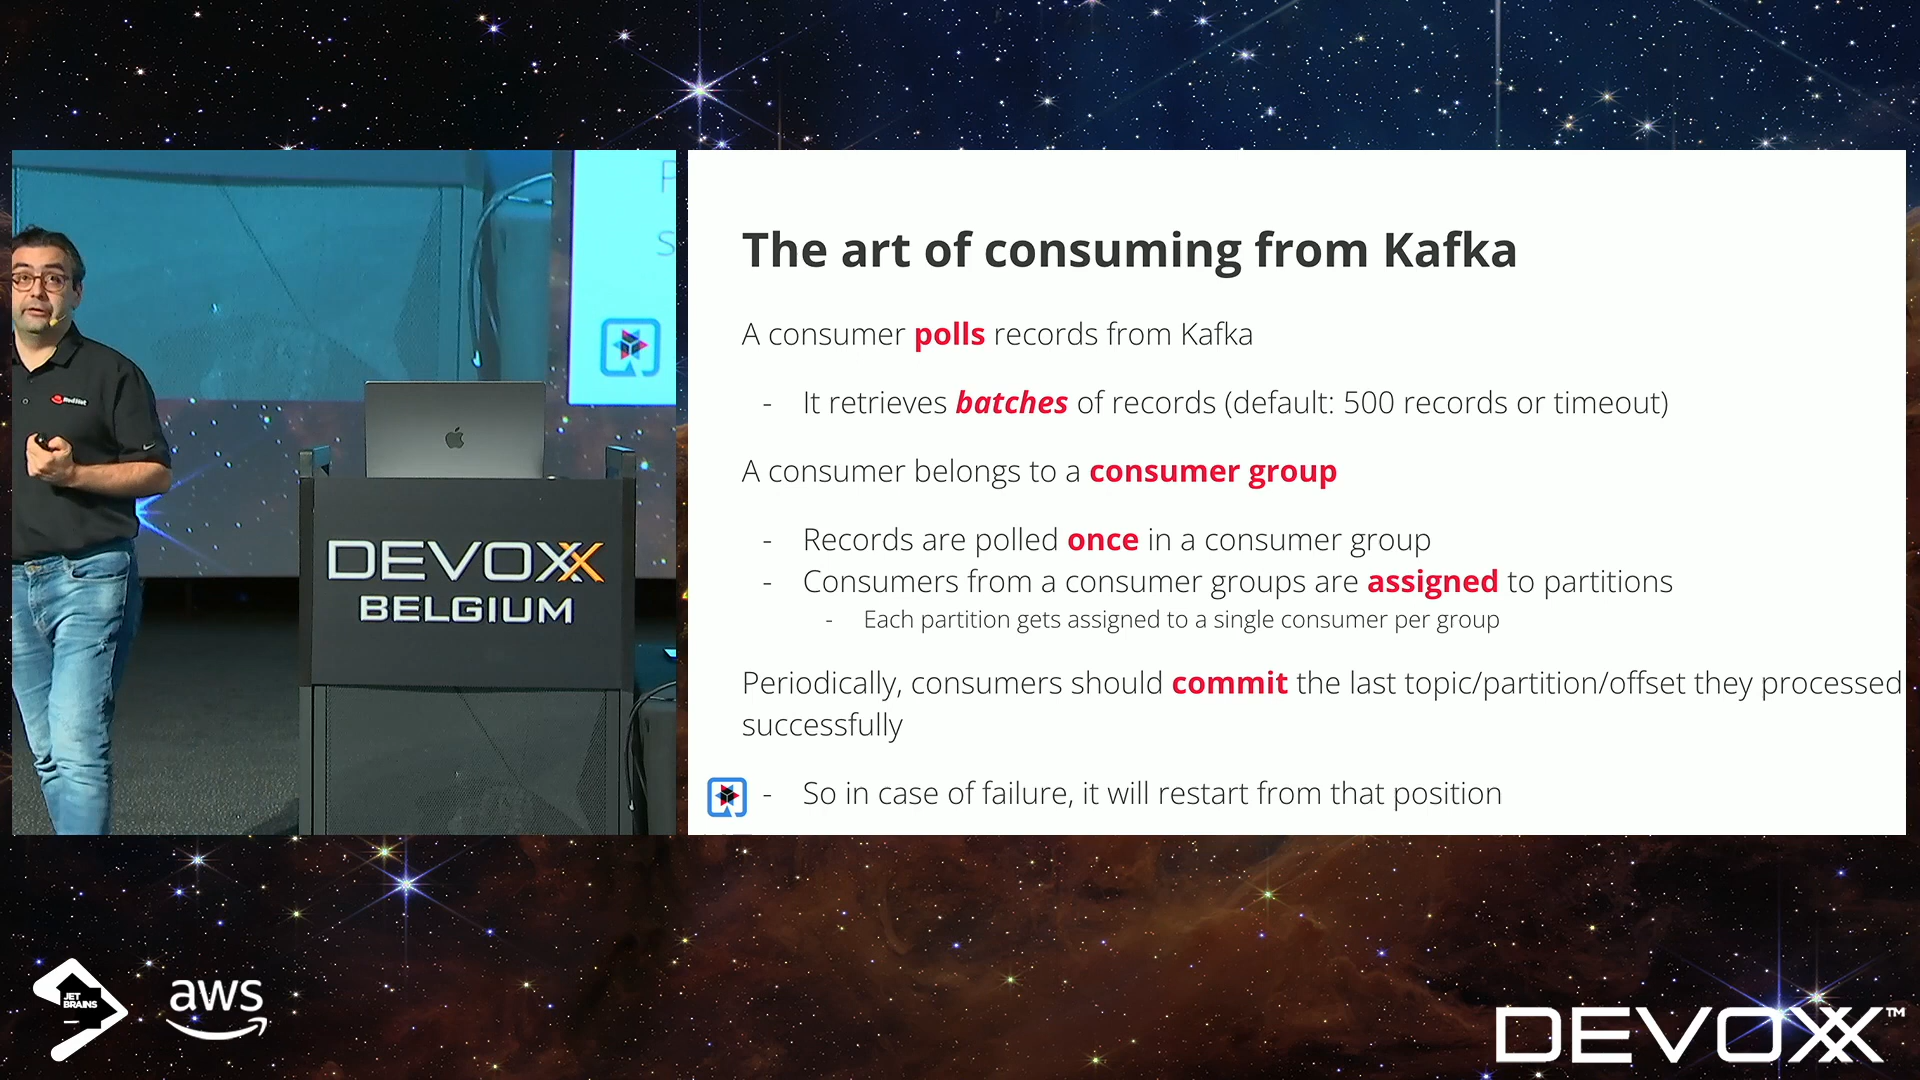 The art of consuming from Kafka
A consumer polls records from Kafka
- It retrieves batches of records (default: 500 records or timeout)
A consumer belongs to a consumer group
- Records are polled once in a consumer group
- Consumers from a consumer groups are assigned to partitions
- Each partition gets assigned to a single consumer per group
Periodically, consumers should commit the last topic/partition/offset they processed
successfully
- So in case of failure, it will restart from that position
Red Hat
DEVOXX
BELGIUM
JET
BRAINS
aws
DEVOXX™